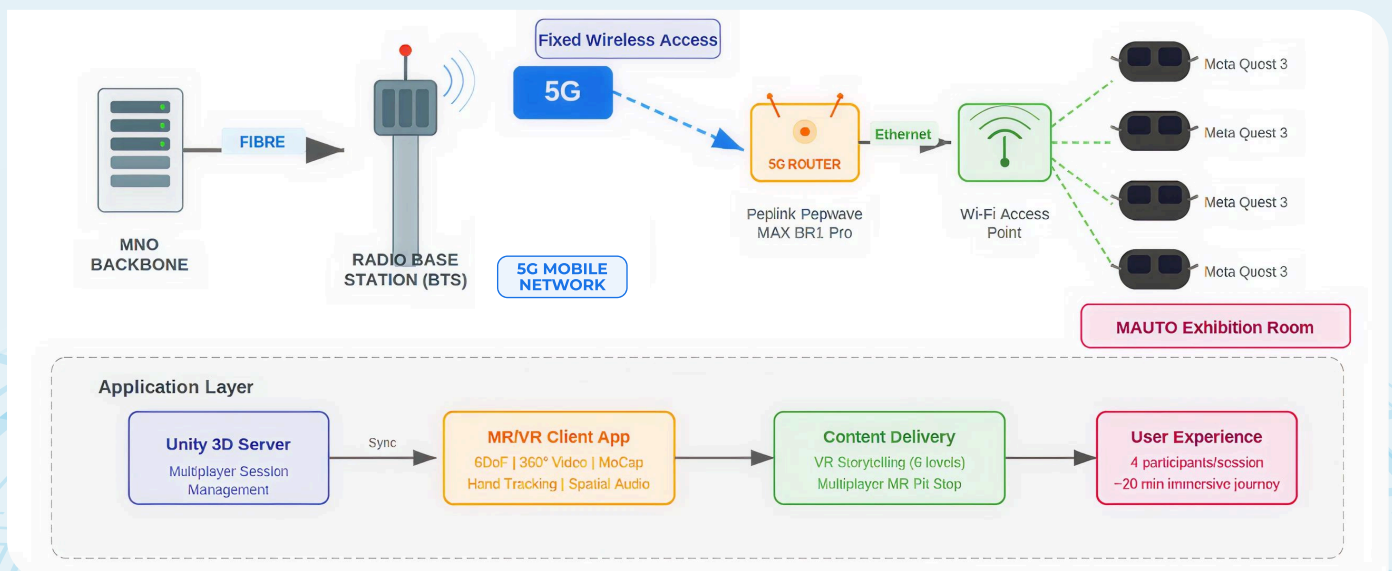 Fixed Wireless Access
5G
FIBRE
MNO
BACKBONE
RADIO BASE
STATION (BTS)
5G MOBILE
NETWORK
5G ROUTER
Peplink Pepwave
MAX BR1 Pro
Ethernet
Wi-Fi Access
Point
Meta Quest 3
Meta Quest 3
Meta Quest 3
Meta Quest 3
MAUTO Exhibition Room
Application Layer
Unity 3D Server
Multiplayer Session
Management
Sync
MR/VR Client App
6DoF | 360° Video | MoCap
Hand Tracking | Spatial Audio
Content Delivery
VR Storytelling (6 levels)
Multiplayer MR Pit Stop
User Experience
4 participants/session
~20 min immersive journey